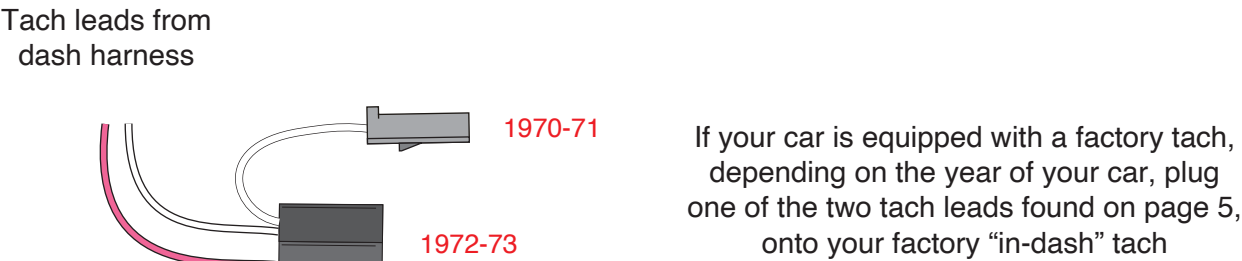 Tach leads from
dash harness
1970-71
1972-73
If your car is equipped with a factory tach,
depending on the year of your car, plug
one of the two tach leads found on page 5,
onto your factory “in-dash” tach